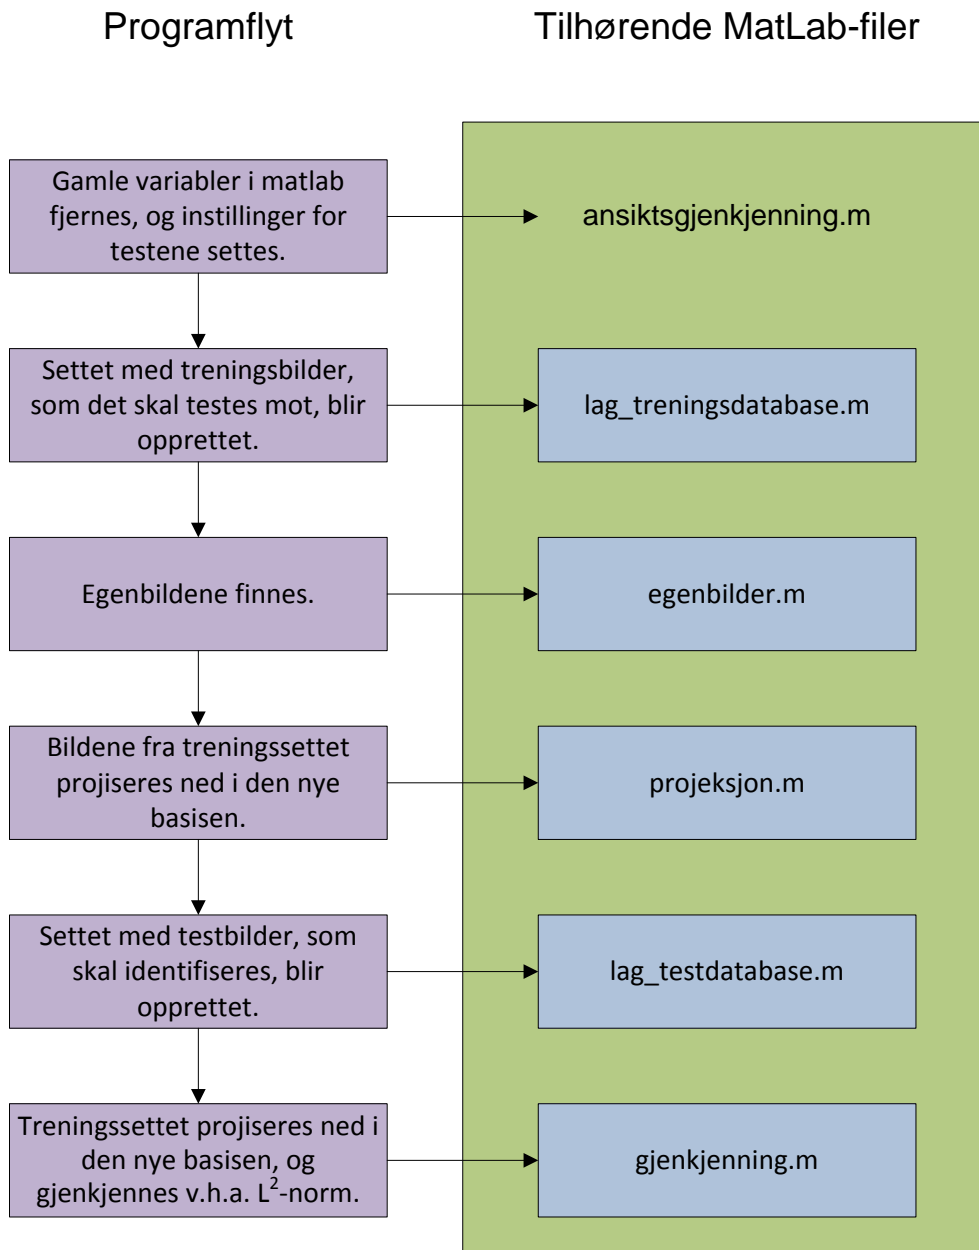 Programflyt
Tilhørende MatLab-filer
Gamle variabler i matlab
fjernes, og instillinger for
testene settes.
ansiktsgjenkjenning.m
Settet med treningsbilder,
som det skal testes mot, blir
opprettet.
lag_treningsdatabase.m
Egenbildene finnes.
egenbilder.m
Bildene fra treningssettet
projiseres ned i den nye
basisen.
projeksjon.m
Settet med testbilder, som
skal identifiseres, blir
opprettet.
lag_testdatabase.m
Treningssettet projiseres ned i
den nye basisen, og
gjenkjennes v.h.a. L²-norm.
gjenkjenning.m